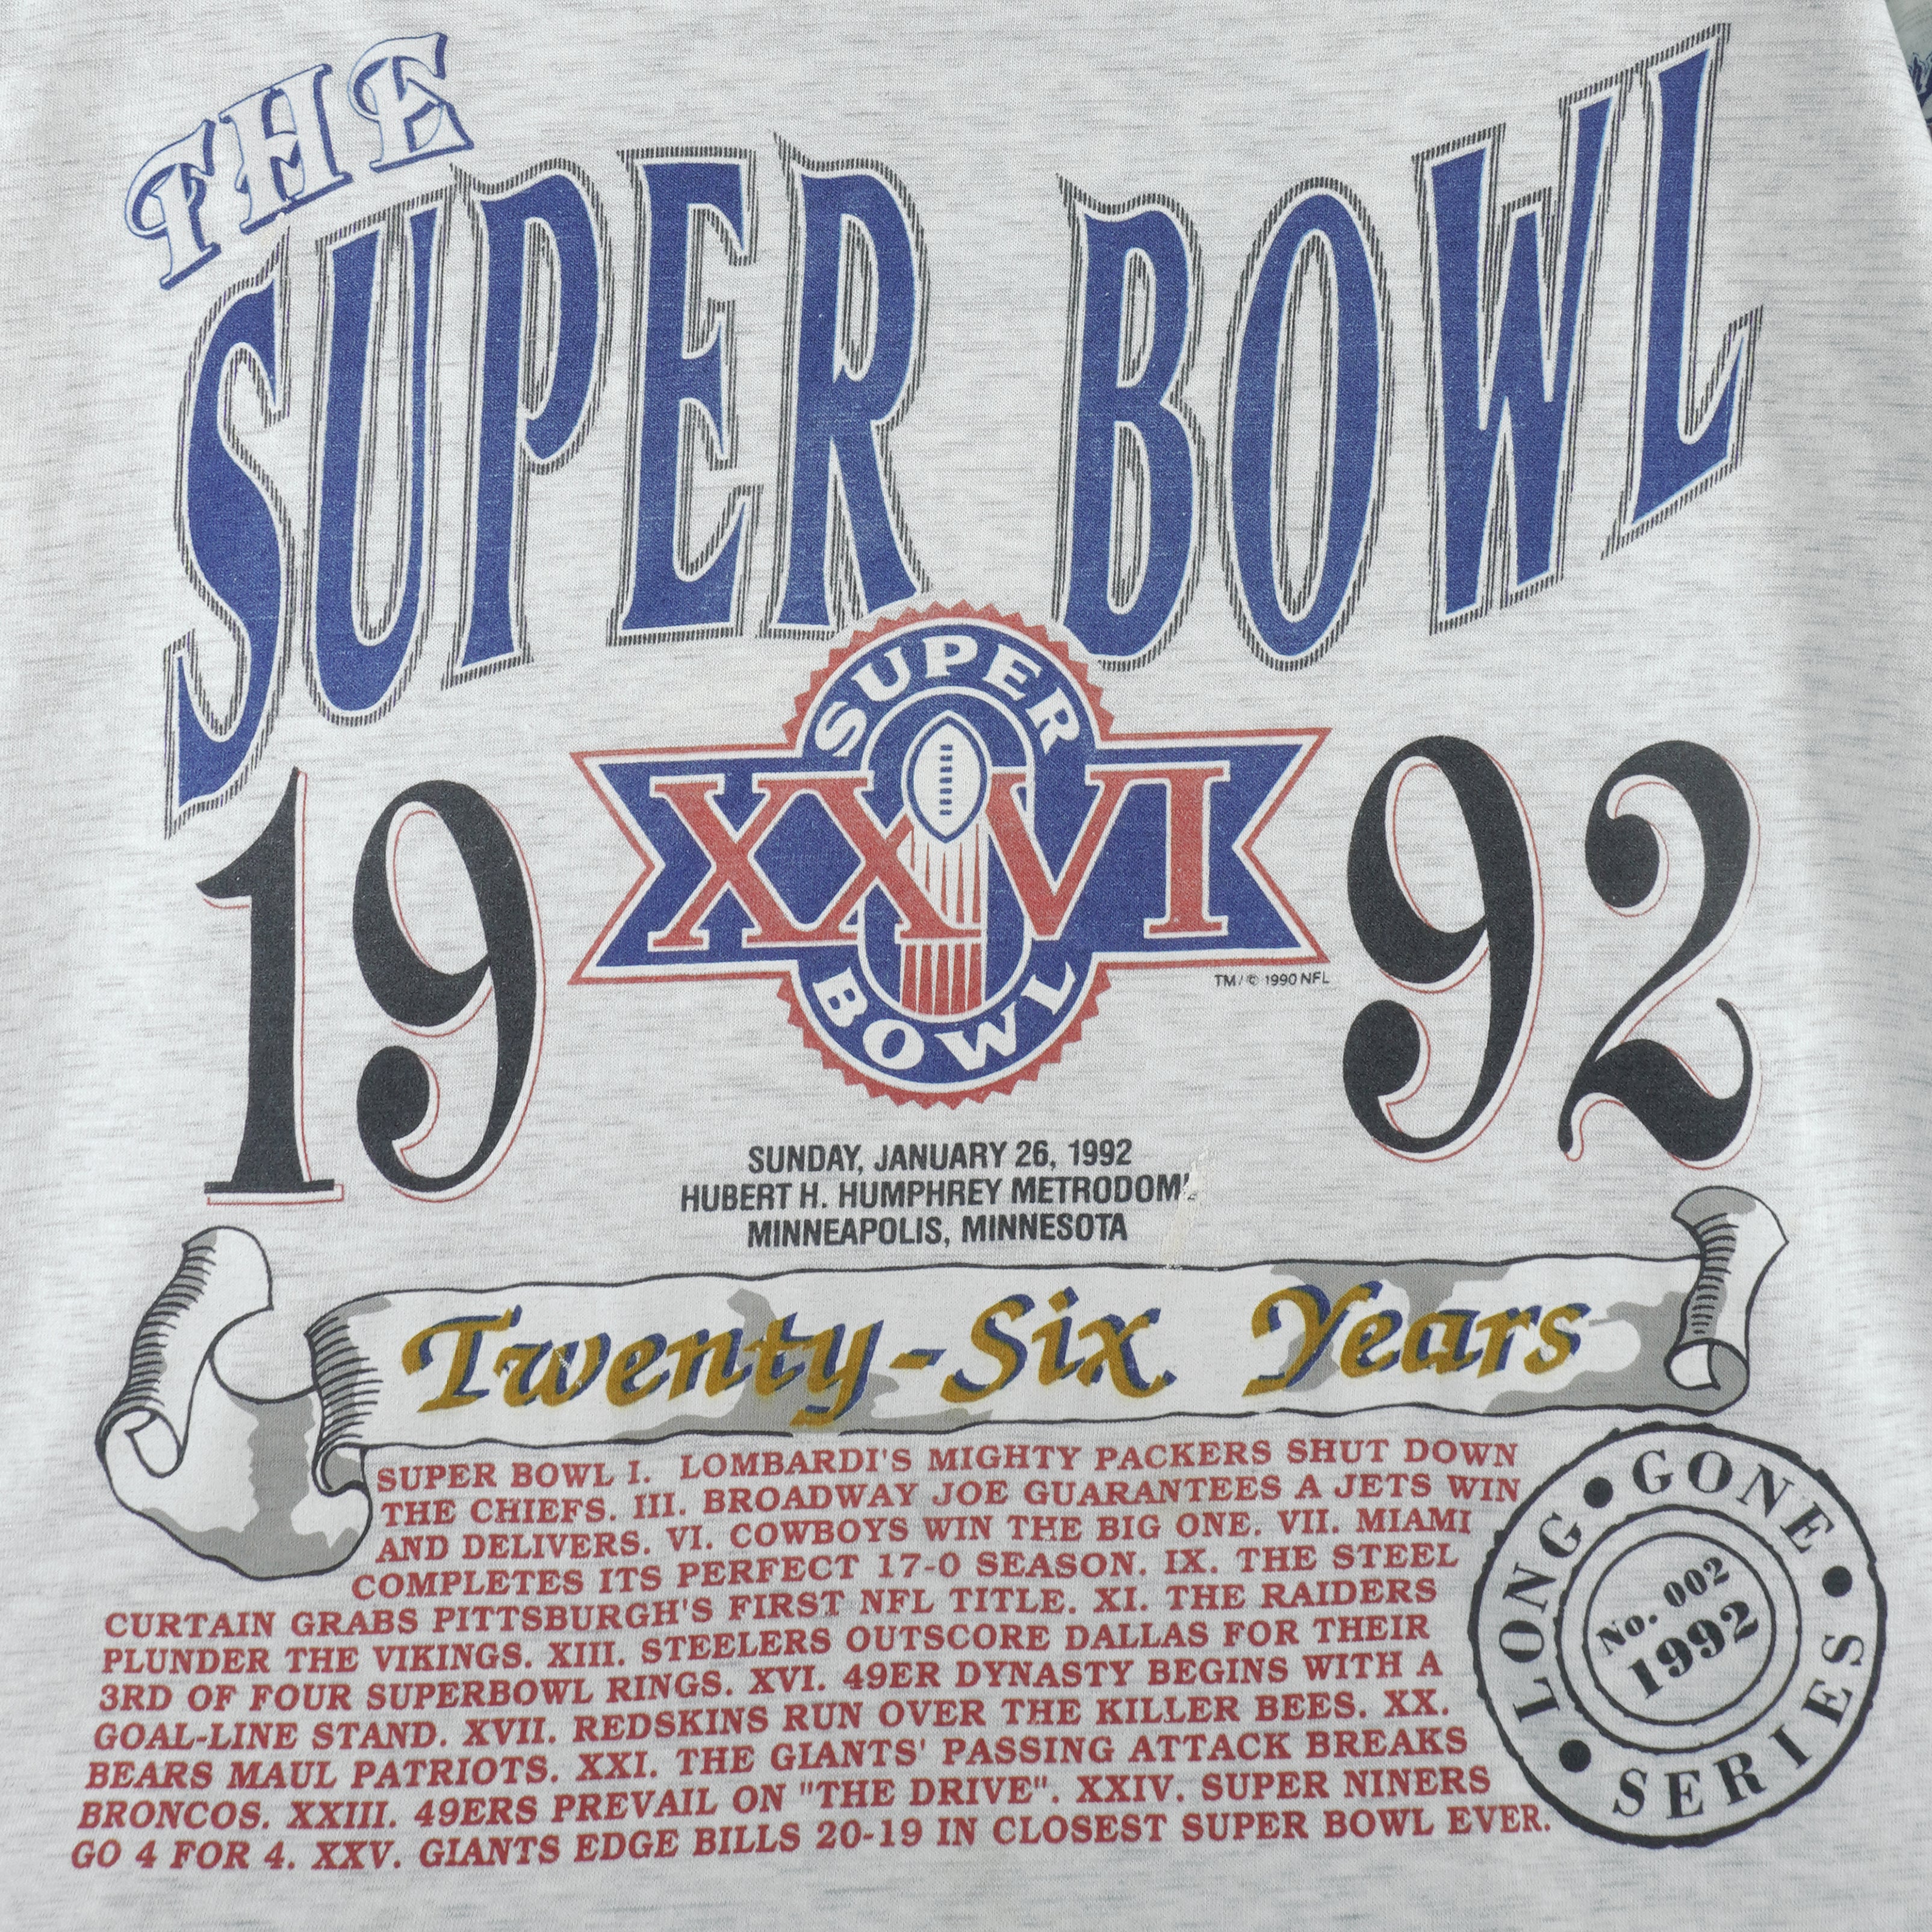 THE
SUPER BOWL
19 92
SUPER
XXVI
BOWL
TM/© 1990 NFL
SUNDAY, JANUARY 26, 1992
HUBERT H. HUMPHREY METRODOME
MINNEAPOLIS, MINNESOTA
Twenty-Six Years
SUPER BOWL I. LOMBARDI'S MIGHTY PACKERS SHUT DOWN
THE CHIEFS. III. BROADWAY JOE GUARANTEES A JETS WIN
AND DELIVERS. VI. COWBOYS WIN THE BIG ONE. VII. MIAMI
COMPLETES ITS PERFECT 17-0 SEASON. IX. THE STEEL
CURTAIN GRABS PITTSBURGH'S FIRST NFL TITLE. XI. THE RAIDERS
PLUNDER THE VIKINGS. XIII. STEELERS OUTSCORE DALLAS FOR THEIR
3RD OF FOUR SUPERBOWL RINGS. XVI. 49ER DYNASTY BEGINS WITH A
GOAL-LINE STAND. XVII. REDSKINS RUN OVER THE KILLER BEES. XX.
BEARS MAUL PATRIOTS. XXI. THE GIANTS' PASSING ATTACK BREAKS
BRONCOS. XXIII. 49ERS PREVAIL ON "THE DRIVE". XXIV. SUPER NINERS
GO 4 FOR 4. XXV. GIANTS EDGE BILLS 20-19 IN CLOSEST SUPER BOWL EVER.
LONG • GONE • SERIES •
No. 002
1992